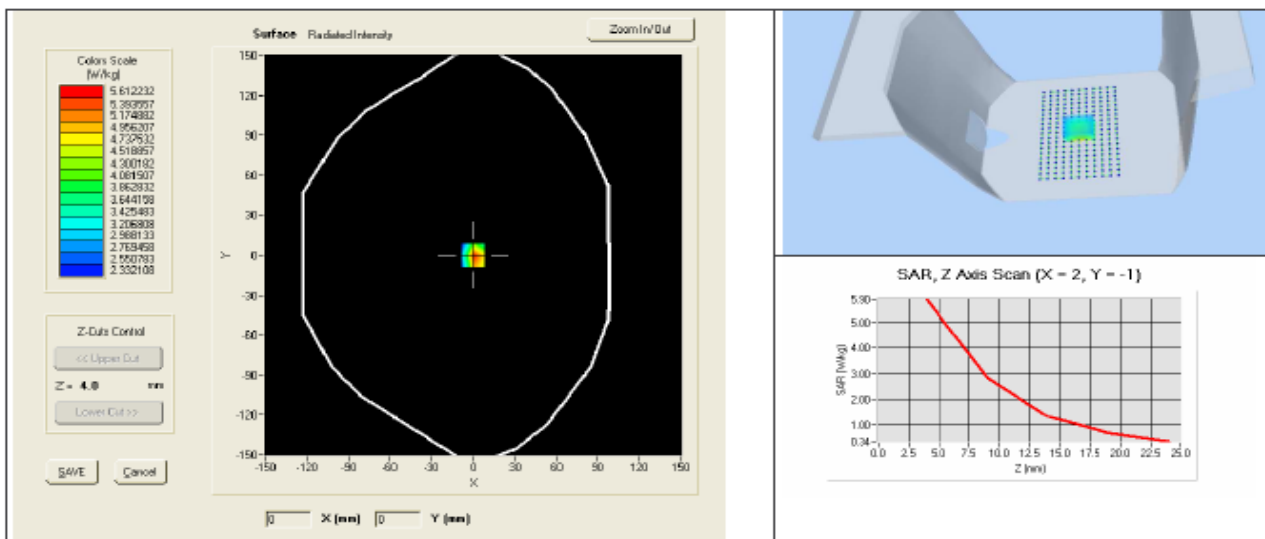 Surface Radiated Intensity
Zoom In/Out
Colors Scale
[W/kg]
5.612232
5.393557
5.174882
4.956207
4.737532
4.518857
4.300182
4.081507
3.862832
3.644158
3.425483
3.206808
2.988133
2.769458
2.550783
2.332108
150
120
90
60
30
0
-30
-60
-90
-120
-150
Y
-150 -120 -90 -60 -30 0 30 60 90 120 150
X
Z-Cuts Control
<< Upper Cut
Z = 4.0 mm
Lower Cut >>
SAVE Cancel
0 X (mm) 0 Y (mm)
SAR, Z Axis Scan (X = 2, Y = -1)
SAR [W/kg]
5.90
5.00
4.00
3.00
2.00
1.00
0.34
0.0 2.5 5.0 7.5 10.0 12.5 15.0 17.5 20.0 22.5 25.0
Z (mm)